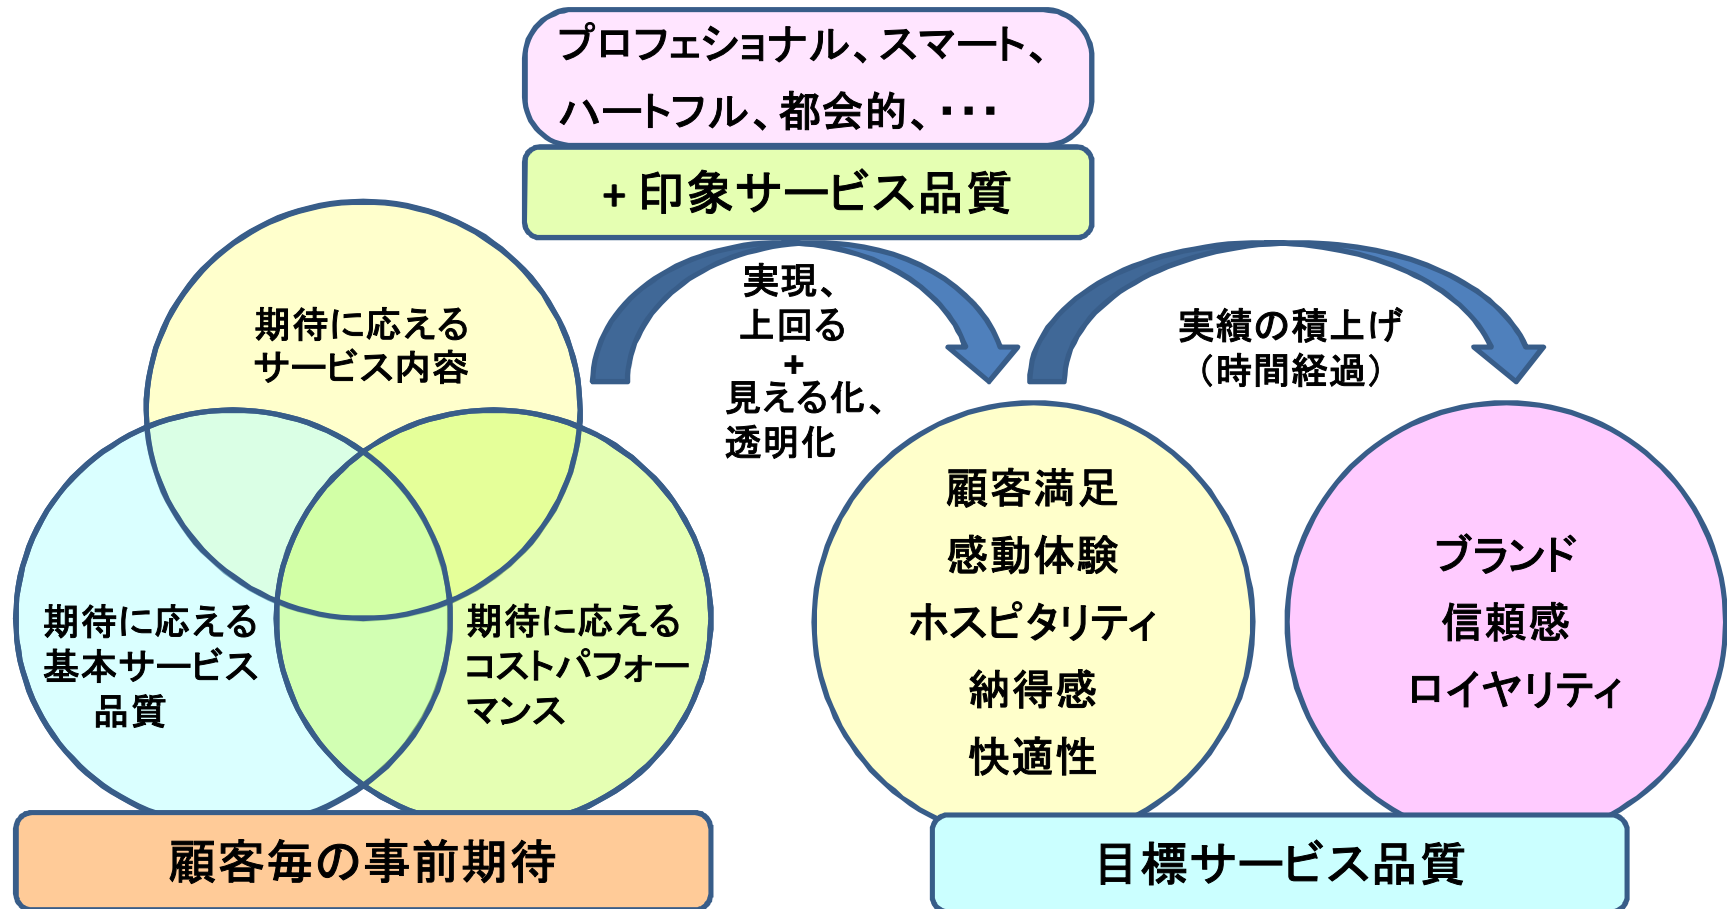 プロフェショナル、スマート、
ハートフル、都会的、・・・
+ 印象サービス品質
期待に応える
サービス内容
期待に応える
基本サービス
品質
期待に応える
コストパフォー
マンス
顧客毎の事前期待
実現、
上回る
+
見える化、
透明化
実績の積上げ
（時間経過）
顧客満足
感動体験
ホスピタリティ
納得感
快適性
ブランド
信頼感
ロイヤリティ
目標サービス品質